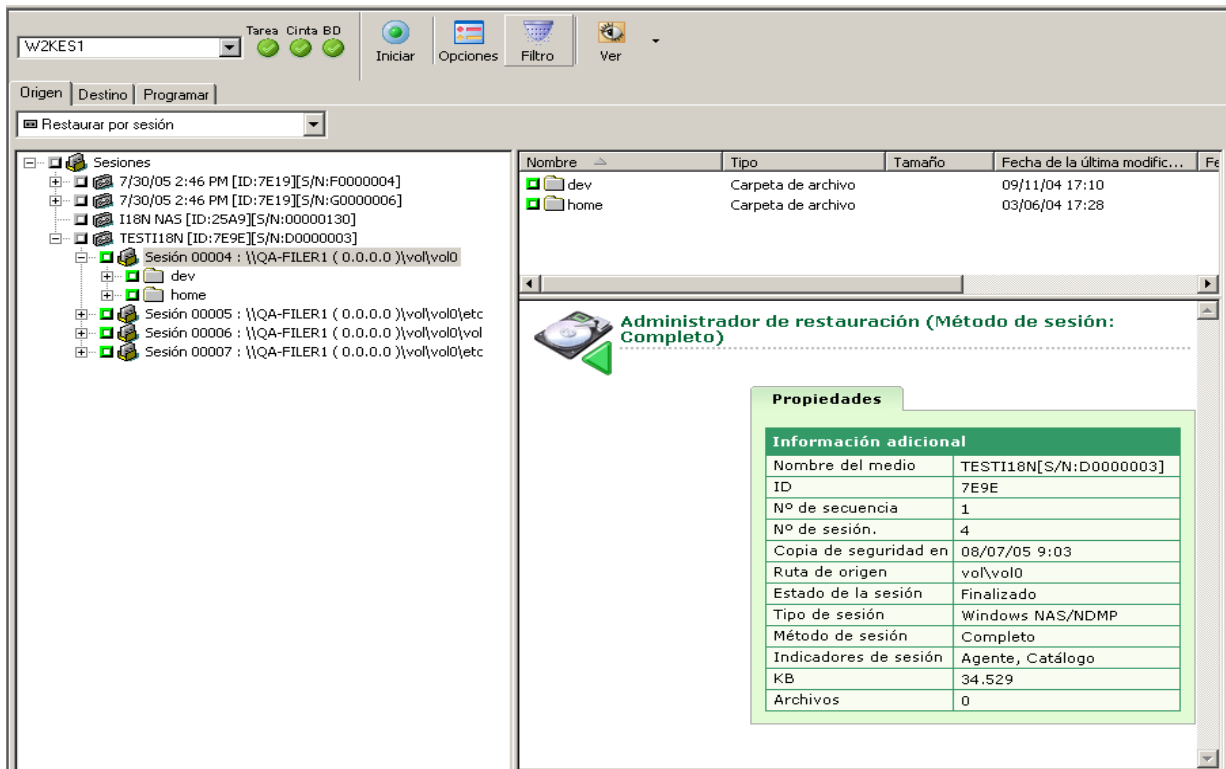 Tarea Cinta BD
W2KES1
Iniciar
Opciones
Filtro
Ver
Origen
Destino
Programar
Restaurar por sesión
Sesiones
7/30/05 2:46 PM [ID:7E19][S/N:F0000004]
7/30/05 2:46 PM [ID:7E19][S/N:G0000006]
I18N NAS [ID:25A9][S/N:00000130]
TESTI18N [ID:7E9E][S/N:D0000003]
Sesión 00004 : \\QA-FILER1 ( 0.0.0.0 )\vol\vol0
dev
home
Sesión 00005 : \\QA-FILER1 ( 0.0.0.0 )\vol\vol0\etc
Sesión 00006 : \\QA-FILER1 ( 0.0.0.0 )\vol\vol0\vol
Sesión 00007 : \\QA-FILER1 ( 0.0.0.0 )\vol\vol0\etc
Nombre Tipo Tamaño Fecha de la última modific... Fe
dev Carpeta de archivo 09/11/04 17:10
home Carpeta de archivo 03/06/04 17:28
Administrador de restauración (Método de sesión:
Completo)
Propiedades
Información adicional
Nombre del medio TESTI18N[S/N:D0000003]
ID 7E9E
Nº de secuencia 1
Nº de sesión. 4
Copia de seguridad en 08/07/05 9:03
Ruta de origen vol\vol0
Estado de la sesión Finalizado
Tipo de sesión Windows NAS/NDMP
Método de sesión Completo
Indicadores de sesión Agente, Catálogo
KB 34.529
Archivos 0